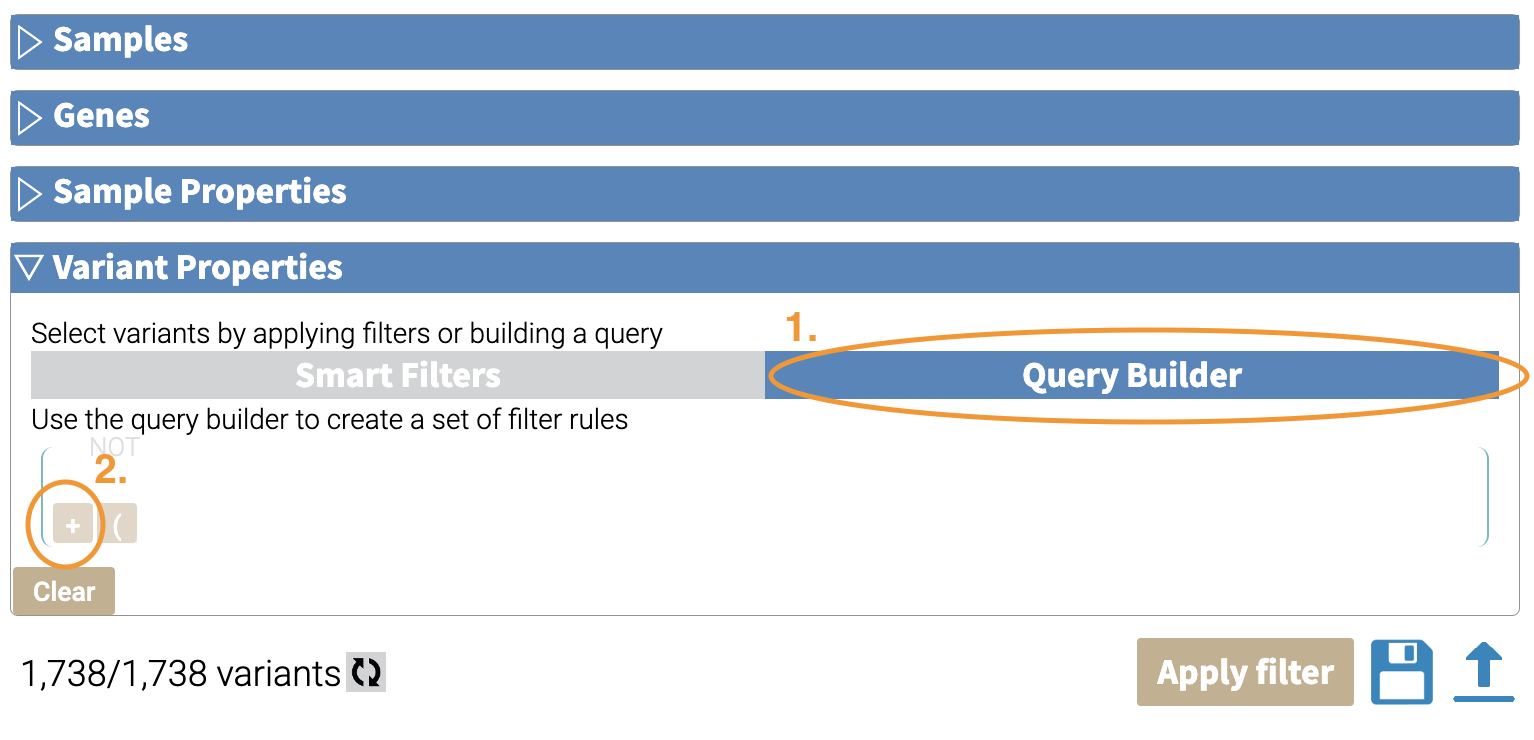 Samples
Genes
Sample Properties
Variant Properties
Select variants by applying filters or building a query
1.
Smart Filters Query Builder
Use the query builder to create a set of filter rules
NOT
2.
+ (
Clear
1,738/1,738 variants Apply filter